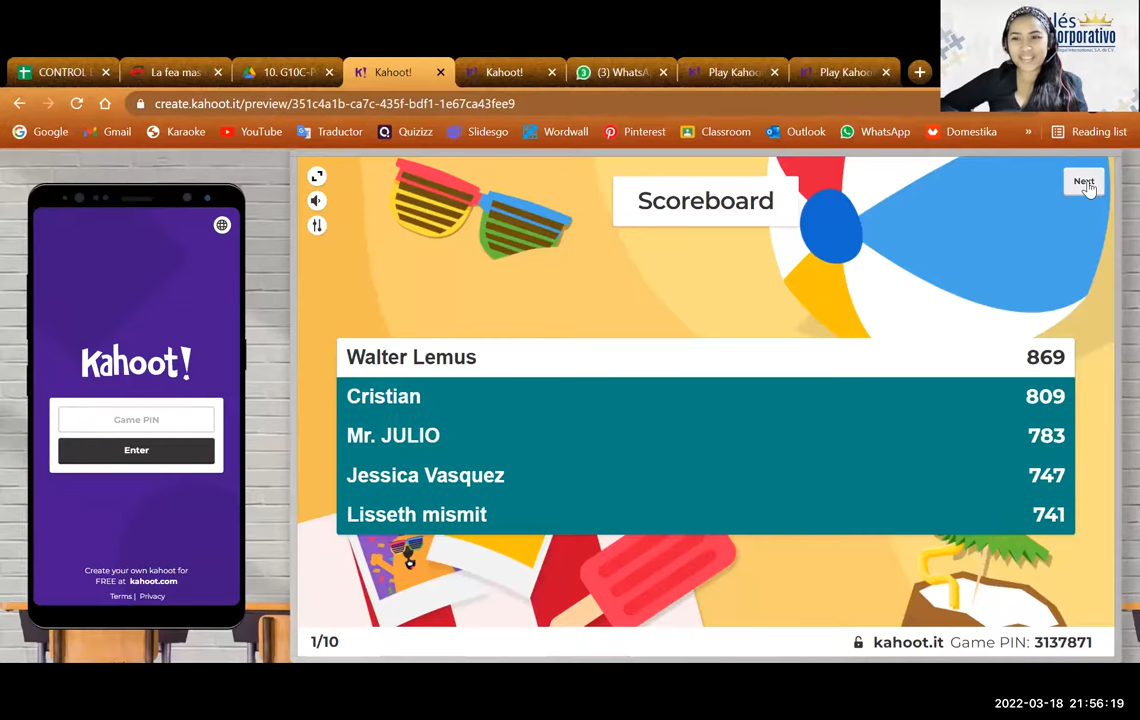 CONTROL E
La fea mas
10. G10C-P
K! Kahoot!
K! Kahoot!
3 (3) WhatsA
K! Play Kahoo
K! Play Kahoo
create.kahoot.it/preview/351c4a1b-ca7c-435f-bdf1-1e67ca43fee9
Google
Gmail
Karaoke
YouTube
Traductor
Quizizz
Slidesgo
Wordwall
Pinterest
Classroom
Outlook
WhatsApp
Domestika
»
Reading list
lés
orporativo
Kahoot!
Game PIN
Enter
Create your own kahoot for
FREE at kahoot.com
Terms | Privacy
Scoreboard
Next
Walter Lemus 869
Cristian 809
Mr. JULIO 783
Jessica Vasquez 747
Lisseth mismit 741
1/10
kahoot.it Game PIN: 3137871
2022-03-18 21:56:19